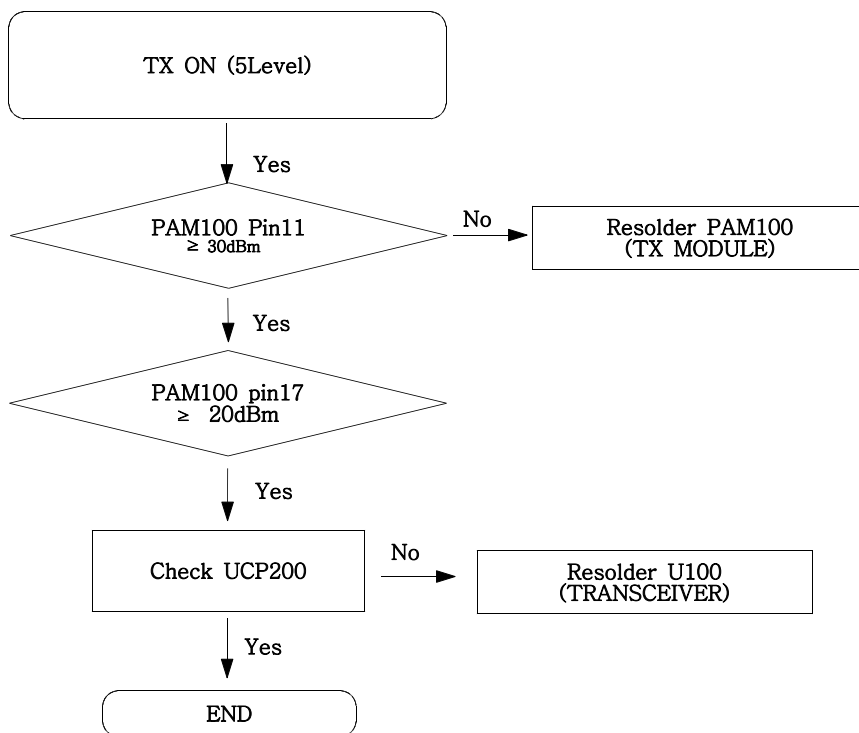 TX ON (5Level)
Yes
PAM100 Pin11
≥ 30dBm
No
Resolder PAM100
(TX MODULE)
Yes
PAM100 pin17
≥ 20dBm
Yes
Check UCP200
No
Resolder U100
(TRANSCEIVER)
Yes
END